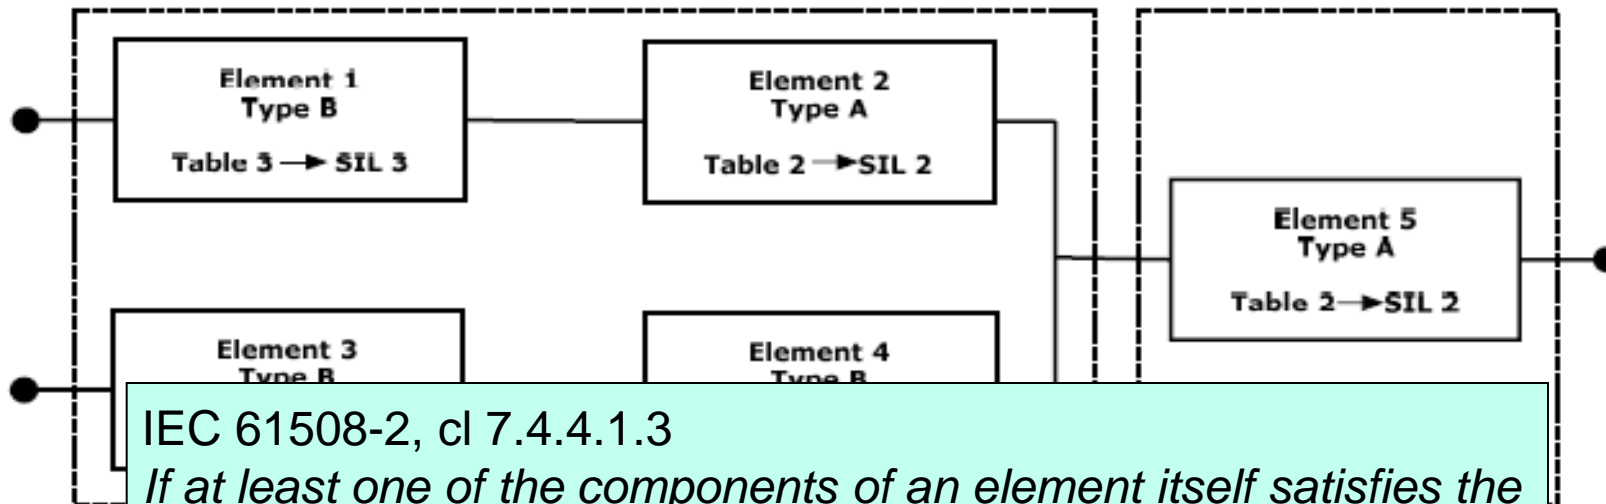 Element 1
Type B
Table 3 → SIL 3
Element 2
Type A
Table 2 → SIL 2
Element 5
Type A
Table 2 → SIL 2
Element 3
Type B
Element 4
Type B
IEC 61508-2, cl 7.4.4.1.3
If at least one of the components of an element itself satisfies the